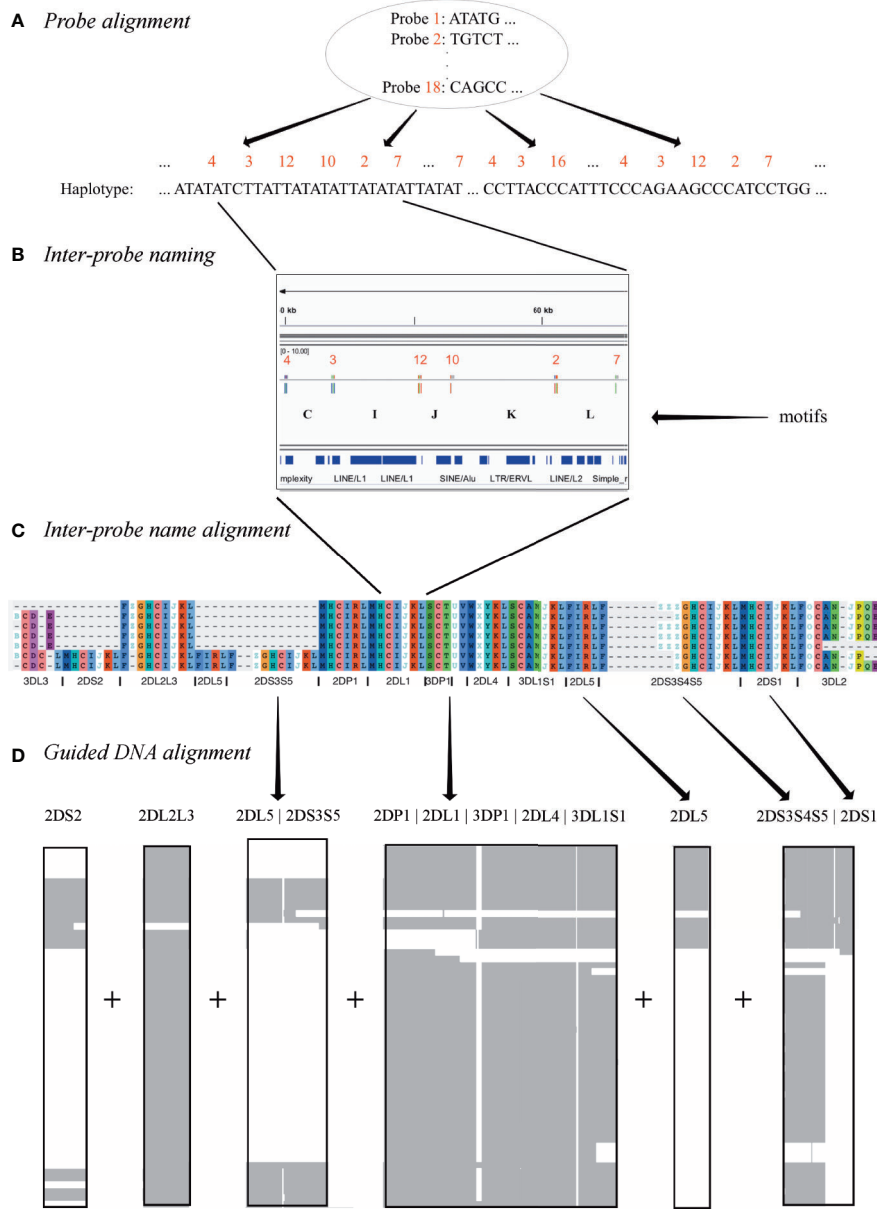 A Probe alignment
Probe 1: ATATG ...
Probe 2: TGTCT ...
.
.
.
Probe 18: CAGCC ...
... 4 3 12 10 2 7 ... 7 4 3 16 ... 4 3 12 2 7 ...
Haplotype: ... ATATATCTTATTATATATTATATATTATAT ... CCTTACCCATTTCCCAGAAGCCCATCCTGG ...
B Inter-probe naming
0 kb 60 kb
[0 - 10.00]
4 3 12 10 2 7
C I J K L
motifs
mplexity LINE/L1 LINE/L1 SINE/Alu LTR/ERVL LINE/L2 Simple_r
C Inter-probe name alignment
3DL3 | 2DS2 | 2DL2L3 | 2DL5 | 2DS3S5 | 2DP1 | 2DL1 | 3DP1 | 2DL4 | 3DL1S1 | 2DL5 | 2DS3S4S5 | 2DS1 | 3DL2
D Guided DNA alignment
2DS2 2DL2L3 2DL5 | 2DS3S5 2DP1 | 2DL1 | 3DP1 | 2DL4 | 3DL1S1 2DL5 2DS3S4S5 | 2DS1
+ + + + +